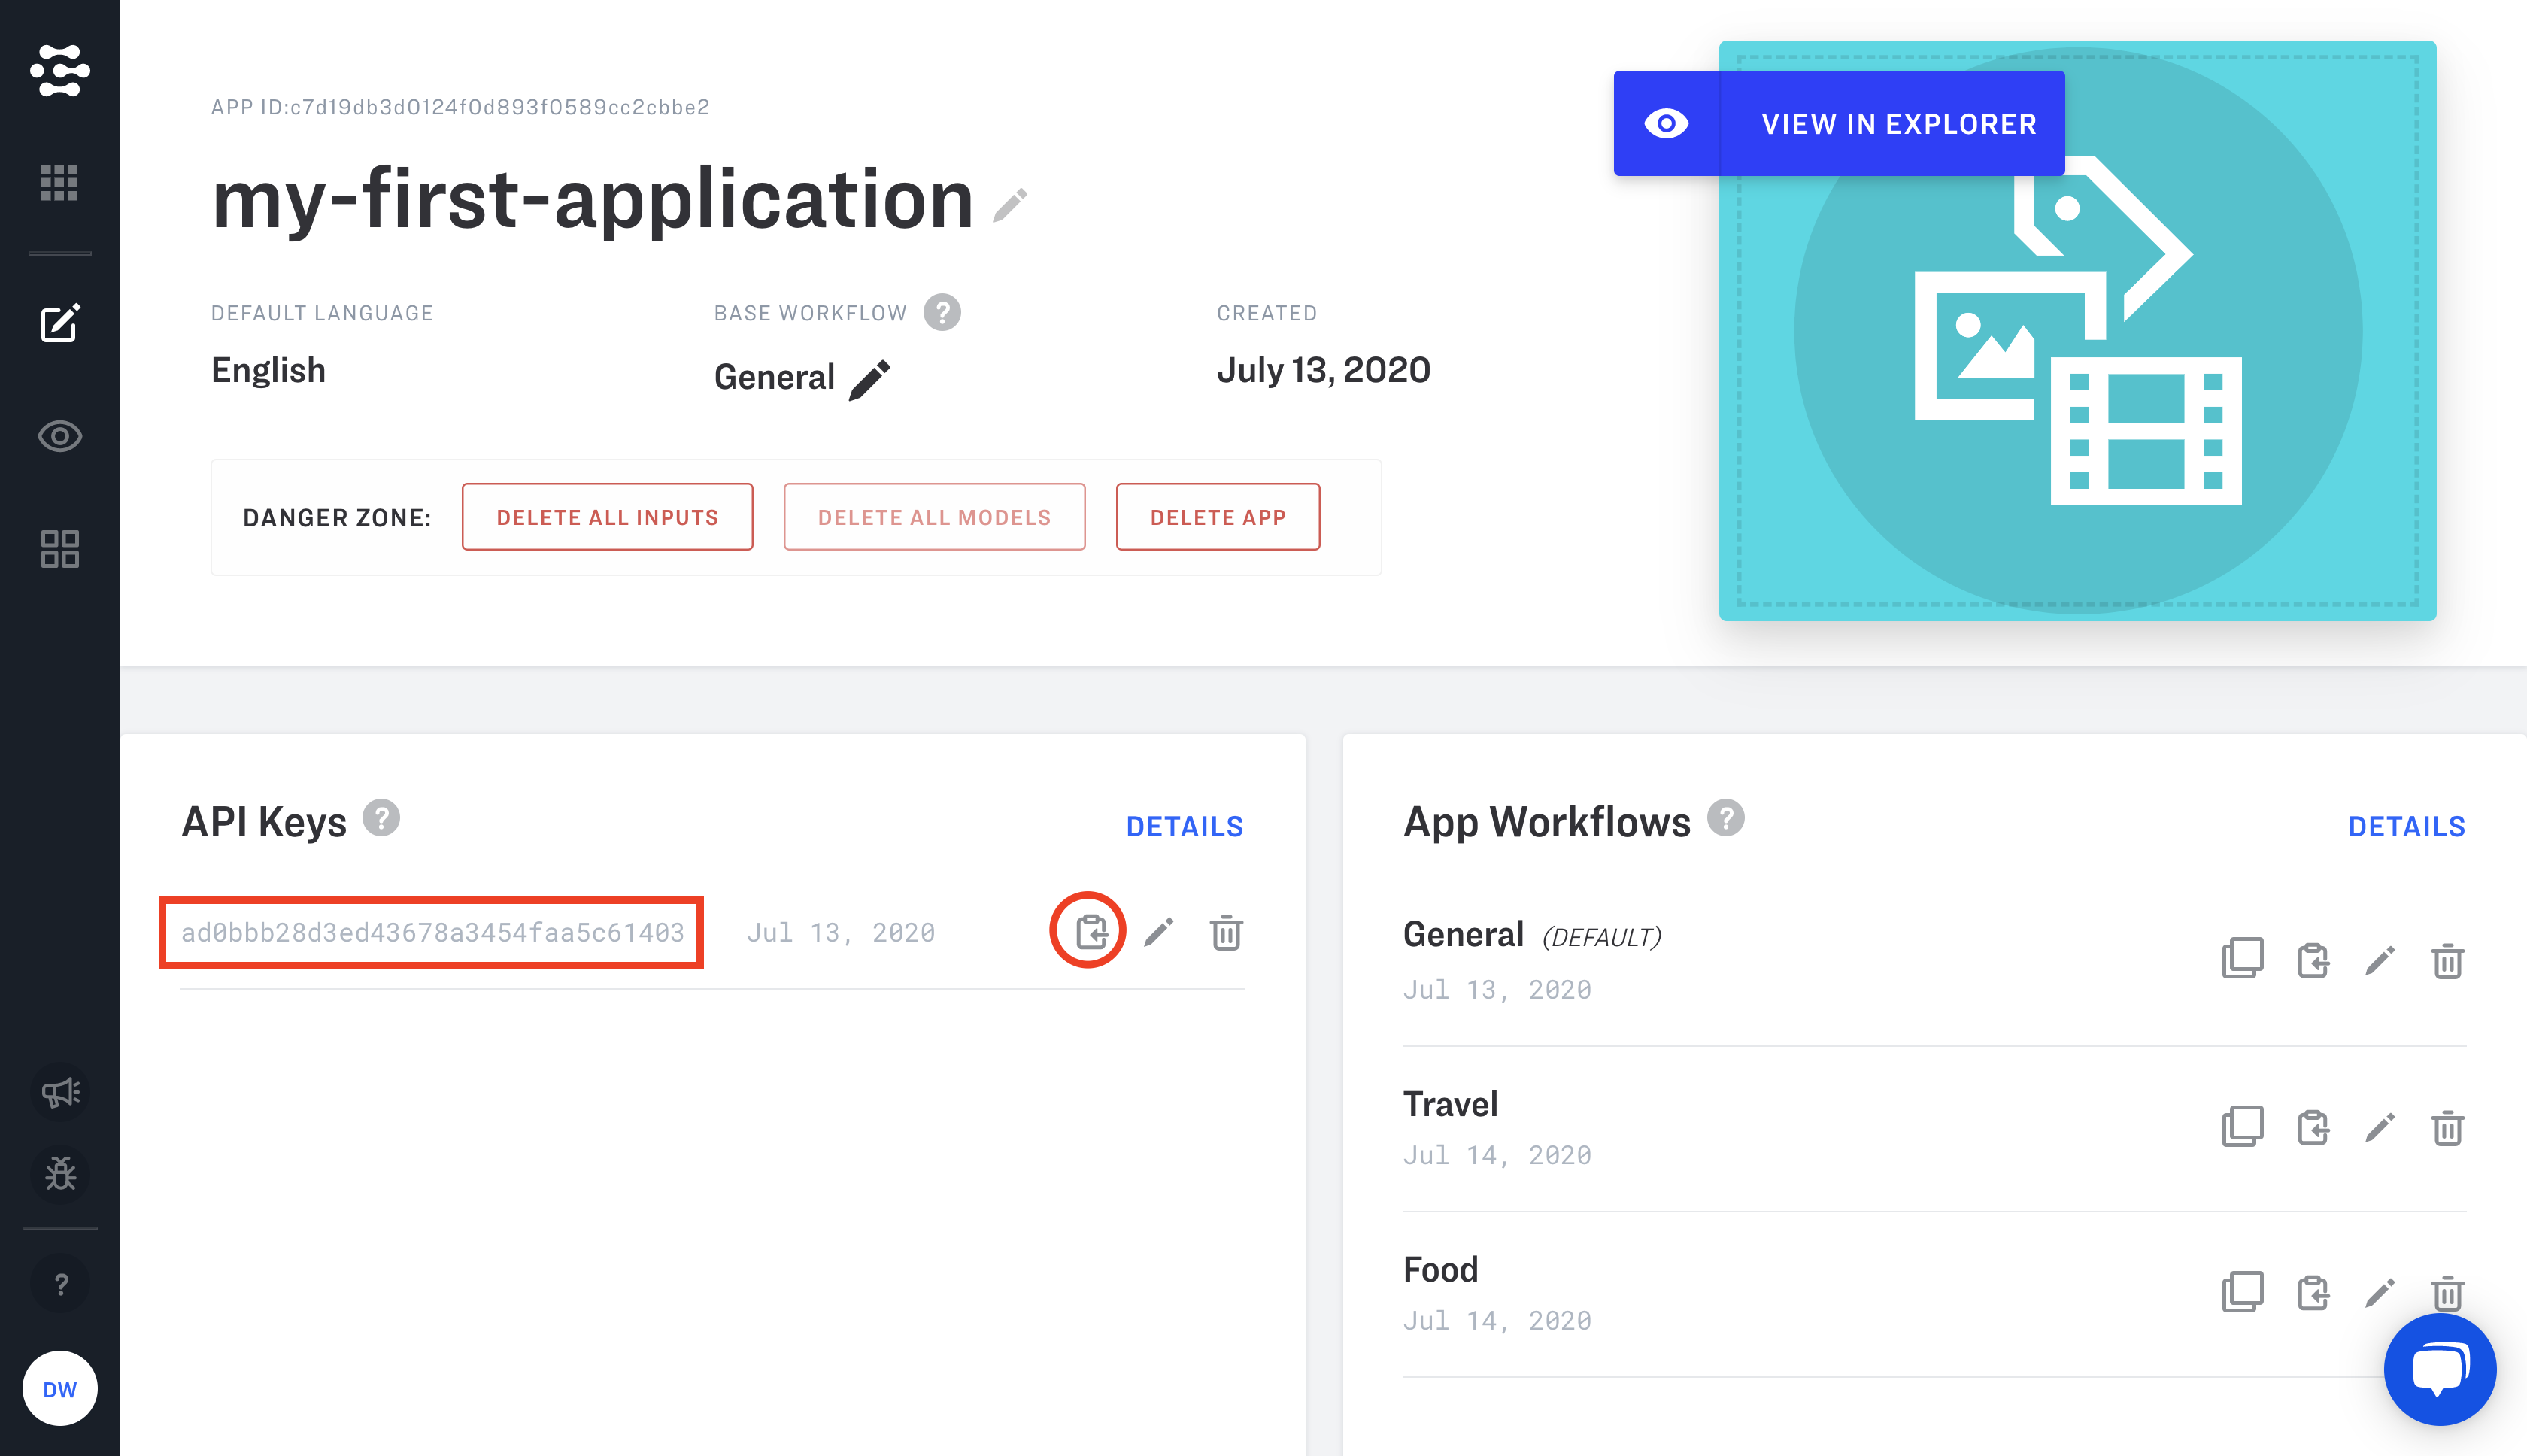 APP ID:c7d19db3d0124f0d893f0589cc2cbbe2
VIEW IN EXPLORER
my-first-application
DEFAULT LANGUAGE
BASE WORKFLOW ?
CREATED
English
General
July 13, 2020
DANGER ZONE:
DELETE ALL INPUTS
DELETE ALL MODELS
DELETE APP
API Keys ?
DETAILS
ad0bbb28d3ed43678a3454faa5c61403
Jul 13, 2020
App Workflows ?
DETAILS
General (DEFAULT)
Jul 13, 2020
Travel
Jul 14, 2020
Food
Jul 14, 2020
?
DW